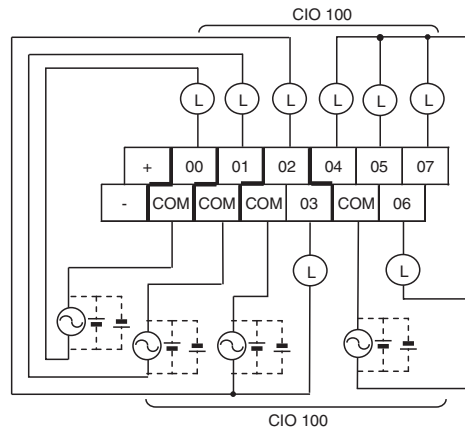 CIO 100
L L L L L L
+ 00 01 02 04 05 07
- COM COM COM 03 COM 06
L L
CIO 100